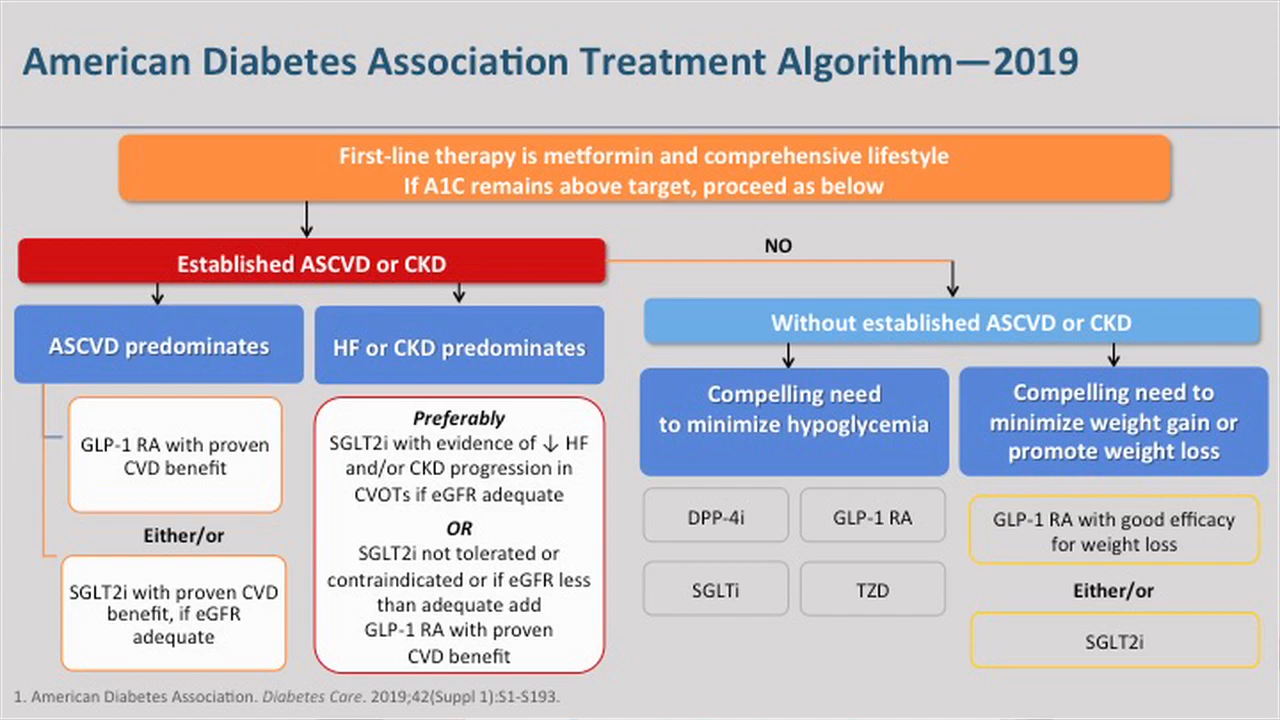 American Diabetes Association Treatment Algorithm—2019
First-line therapy is metformin and comprehensive lifestyle
If A1C remains above target, proceed as below
Established ASCVD or CKD
NO
ASCVD predominates
HF or CKD predominates
Without established ASCVD or CKD
GLP-1 RA with proven
CVD benefit
Either/or
SGLT2i with proven CVD
benefit, if eGFR
adequate
Preferably
SGLT2i with evidence of ↓ HF
and/or CKD progression in
CVOTs if eGFR adequate
OR
SGLT2i not tolerated or
contraindicated or if eGFR less
than adequate add
GLP-1 RA with proven
CVD benefit
Compelling need
to minimize hypoglycemia
DPP-4i
GLP-1 RA
SGLTi
TZD
Compelling need to
minimize weight gain or
promote weight loss
GLP-1 RA with good efficacy
for weight loss
Either/or
SGLT2i
1. American Diabetes Association. Diabetes Care. 2019;42(Suppl 1):S1-S193.